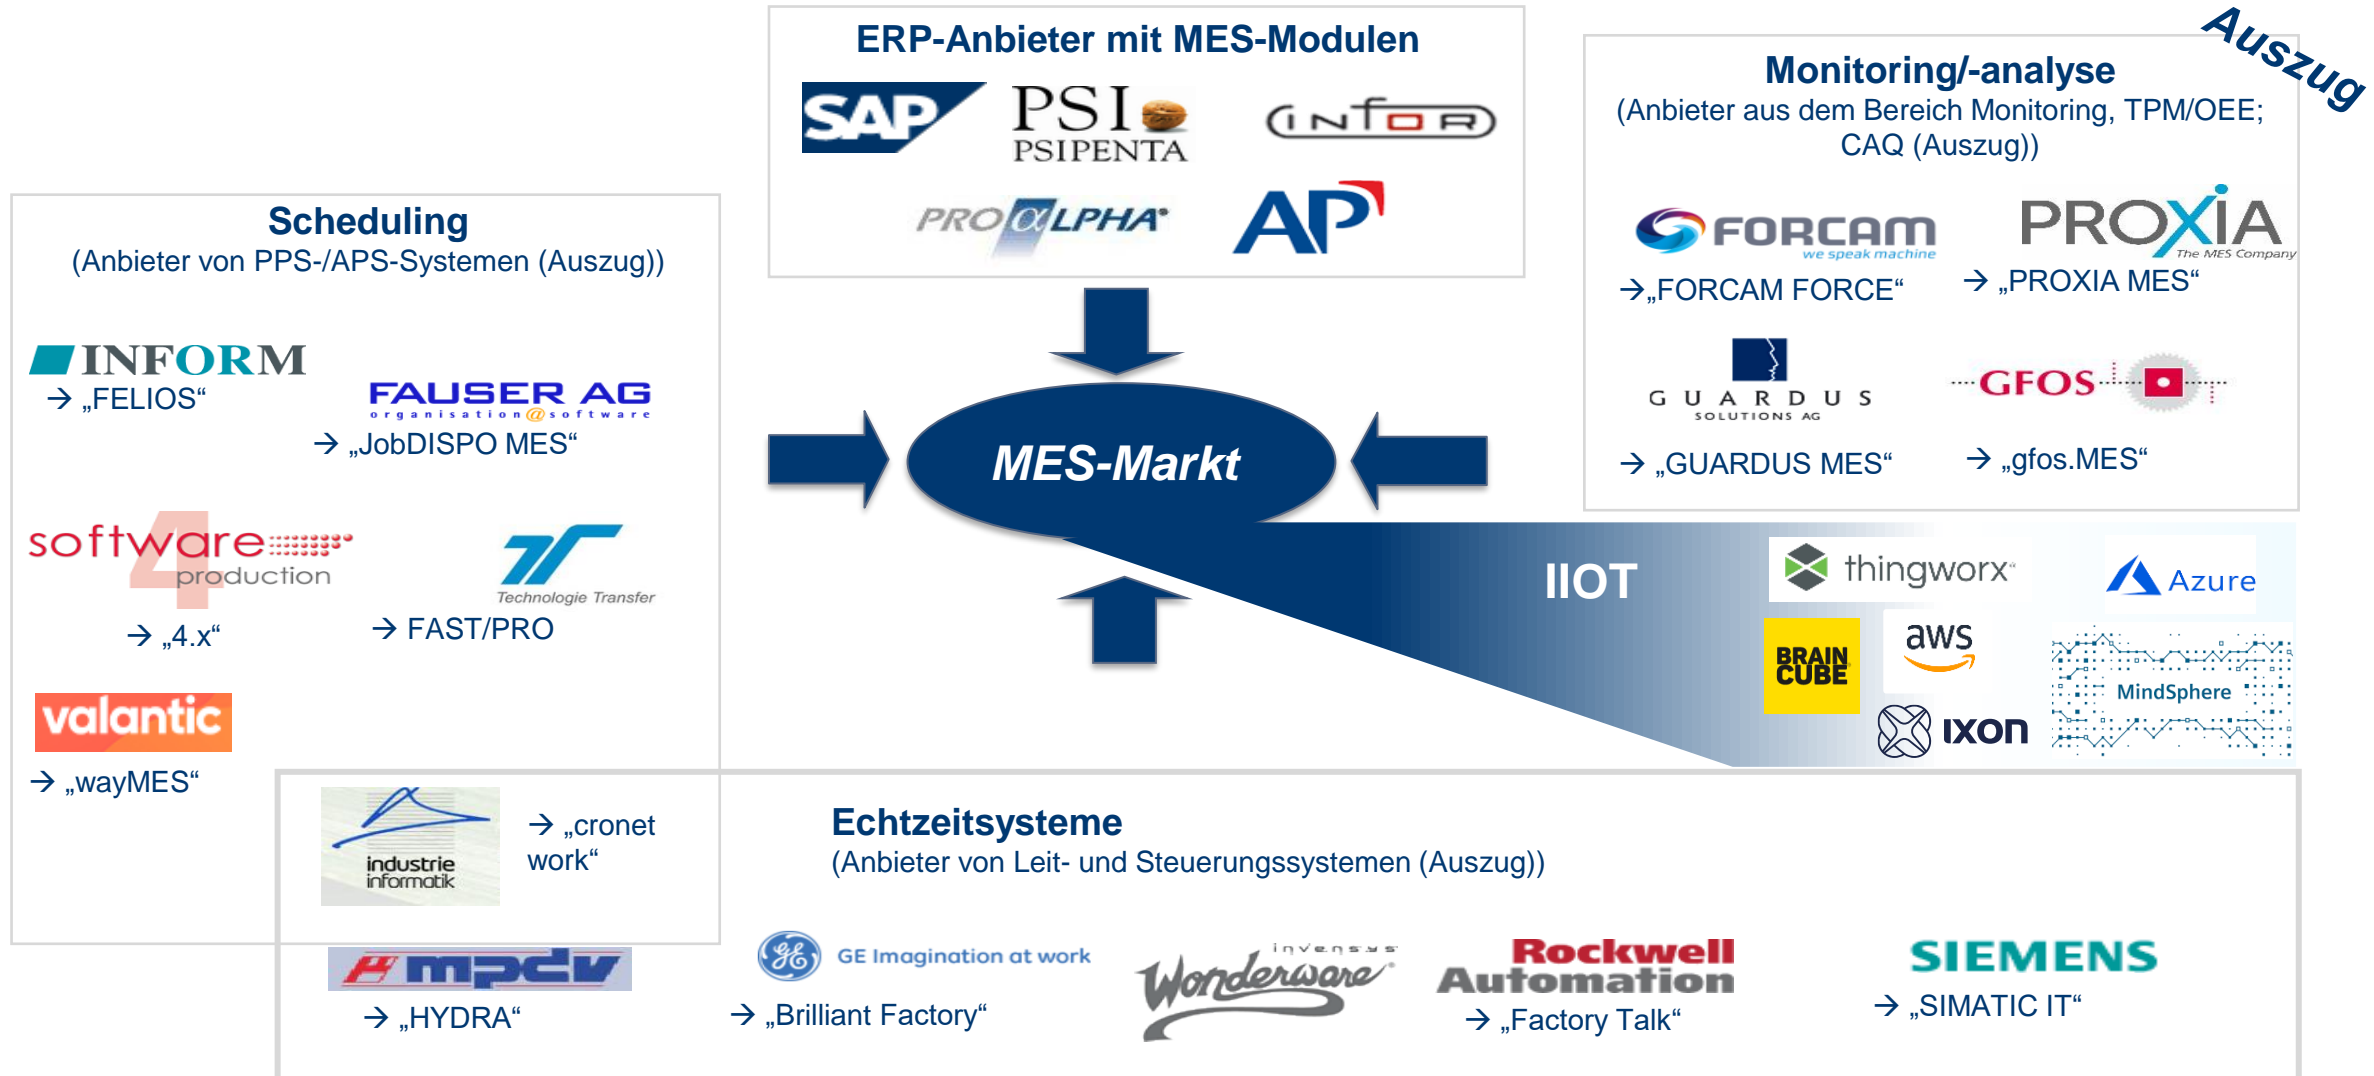 Auszug
ERP-Anbieter mit MES-Modulen
SAP
PSI
PSIPENTA
infor
PROαLPHA®
AP
Monitoring/-analyse
(Anbieter aus dem Bereich Monitoring, TPM/OEE;
CAQ (Auszug))
FORCAM
we speak machine
→„FORCAM FORCE“
PROXIA
The MES Company
→ „PROXIA MES“
GUARDUS
SOLUTIONS AG
→ „GUARDUS MES“
GFOS
→ „gfos.MES“
Scheduling
(Anbieter von PPS-/APS-Systemen (Auszug))
INFORM
→ „FELIOS“
FAUSER AG
organisation@software
→ „JobDISPO MES“
software
4
production
→ „4.x“
Technologie Transfer
→ FAST/PRO
valantic
→ „wayMES“
MES-Markt
IIOT
thingworx
Azure
BRAIN
CUBE
aws
MindSphere
IXON
industrie
informatik
→ „cronet
work“
Echtzeitsysteme
(Anbieter von Leit- und Steuerungssystemen (Auszug))
mpdv
→ „HYDRA“
GE Imagination at work
→ „Brilliant Factory“
invensys
Wonderware
Rockwell
Automation
→ „Factory Talk“
SIEMENS
→ „SIMATIC IT“